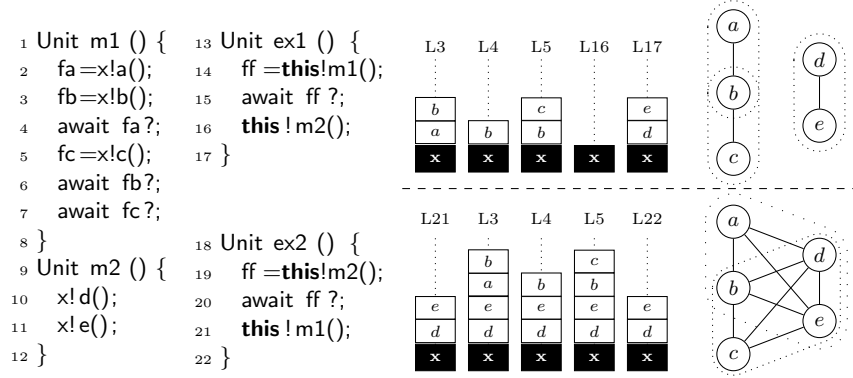 1 Unit m1 () {
2 fa=x!a();
3 fb=x!b();
4 await fa?;
5 fc=x!c();
6 await fb?;
7 await fc?;
8 }
9 Unit m2 () {
10 x!d();
11 x!e();
12 }
13 Unit ex1 () {
14 ff =this!m1();
15 await ff ?;
16 this !m2();
17 }
18 Unit ex2 () {
19 ff =this!m2();
20 await ff ?;
21 this !m1();
22 }
L3 L4 L5 L16 L17
b c e
a b b d
x x x x x
a
b
c
d
e
L21 L3 L4 L5 L22
b c
a b b
e e e e e
d d d d d
x x x x x
a
b
c
d
e